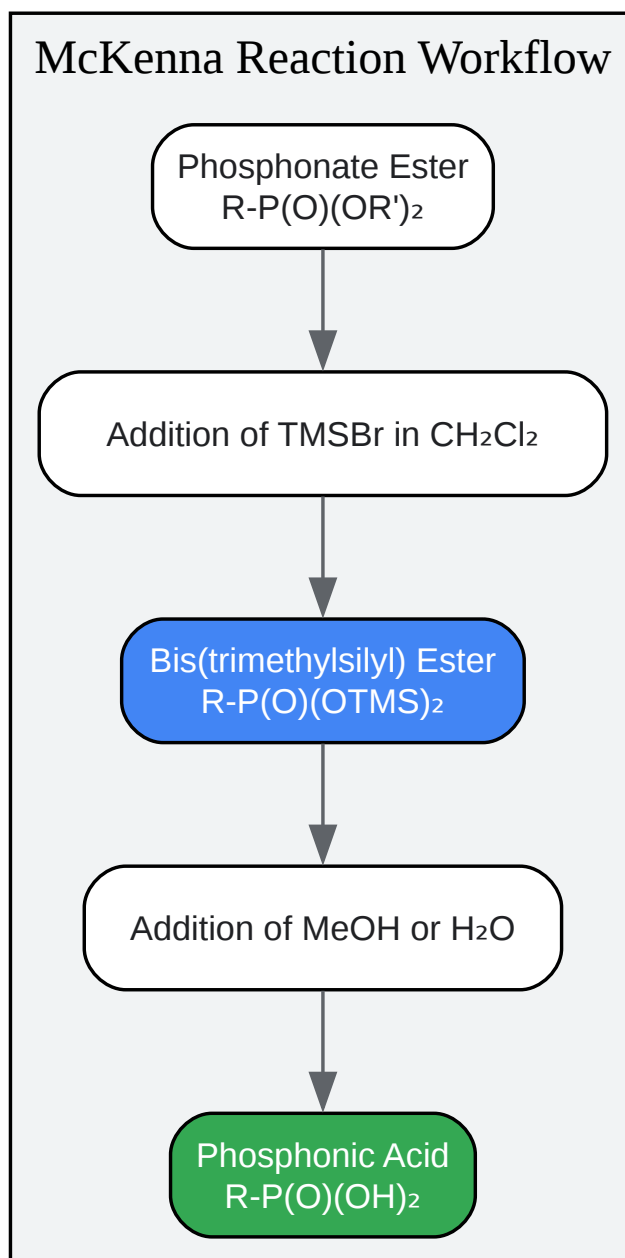 McKenna Reaction Workflow
Phosphonate Ester
R-P(O)(OR')₂
Addition of TMSBr in CH₂Cl₂
Bis(trimethylsilyl) Ester
R-P(O)(OTMS)₂
Addition of MeOH or H₂O
Phosphonic Acid
R-P(O)(OH)₂